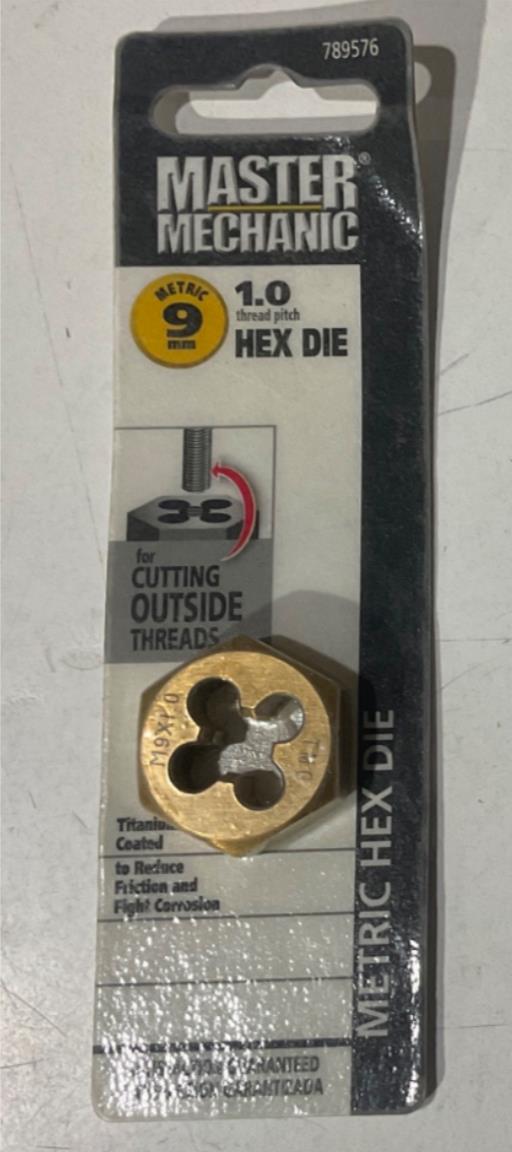 789576
MASTER®
MECHANIC
METRIC
9
mm
1.0
thread pitch
HEX DIE
for
CUTTING
OUTSIDE
THREADS
M9X1.0
Coated
to Reduce
Friction and
Fight Corrosion
METRIC HEX DIE
GUARANTEED
GARANTIZADA